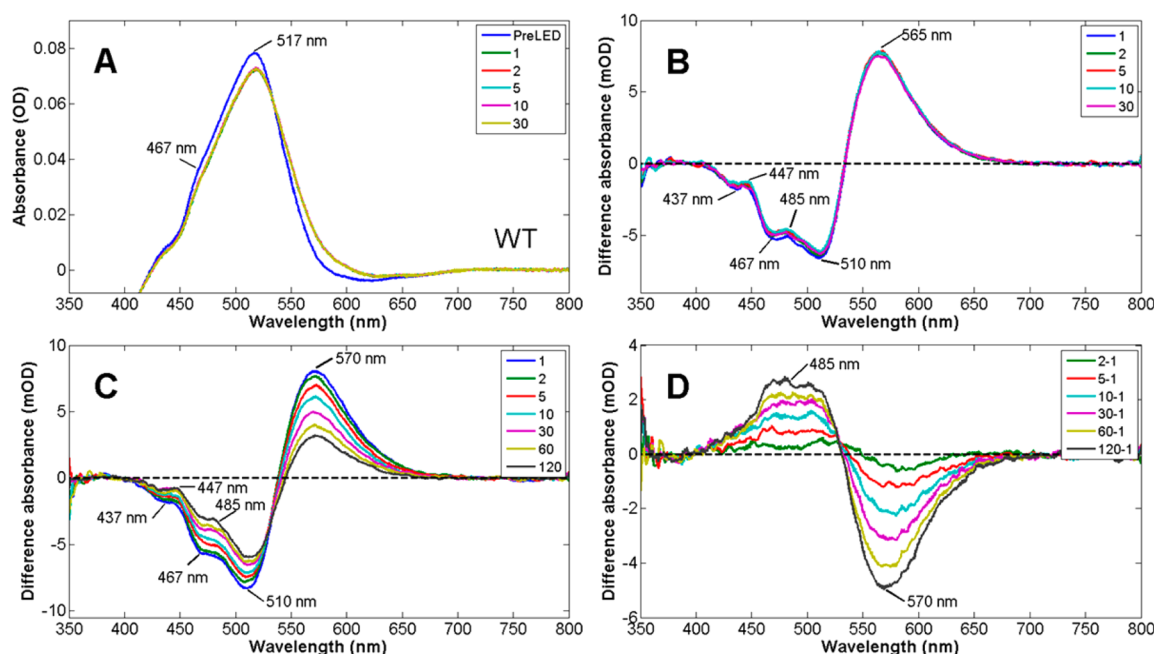 A
Absorbance (OD)
0.08
0.06
0.04
0.02
0
517 nm
467 nm
PreLED
1
2
5
10
30
WT
350 400 450 500 550 600 650 700 750 800
Wavelength (nm)
B
Difference absorbance (mOD)
10
5
0
-5
-10
565 nm
447 nm
437 nm
485 nm
467 nm
510 nm
1
2
5
10
30
350 400 450 500 550 600 650 700 750 800
Wavelength (nm)
C
Difference absorbance (mOD)
10
5
0
-5
-10
570 nm
447 nm
437 nm
485 nm
467 nm
510 nm
1
2
5
10
30
60
120
350 400 450 500 550 600 650 700 750 800
Wavelength (nm)
D
Difference absorbance (mOD)
4
2
0
-2
-4
-6
485 nm
570 nm
2-1
5-1
10-1
30-1
60-1
120-1
350 400 450 500 550 600 650 700 750 800
Wavelength (nm)